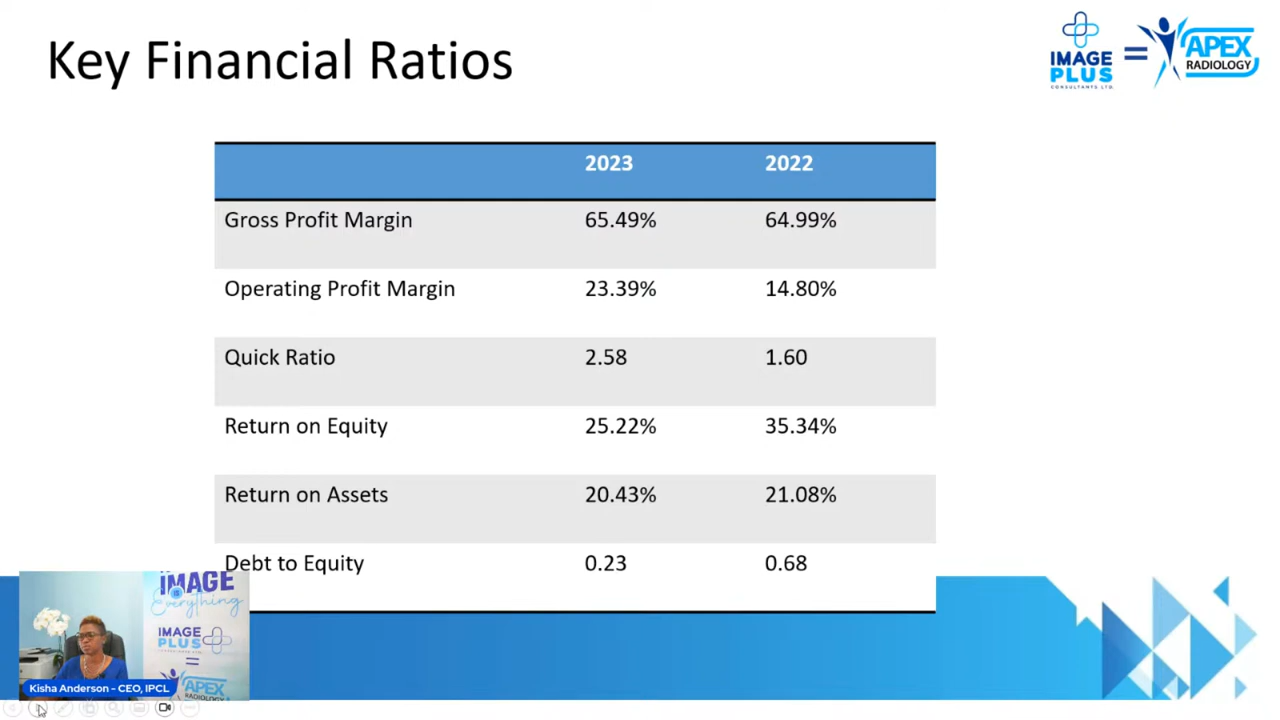 Key Financial Ratios
IMAGE
PLUS
CONSULTANTS LTD.
=
APEX
RADIOLOGY
2023 2022
Gross Profit Margin 65.49% 64.99%
Operating Profit Margin 23.39% 14.80%
Quick Ratio 2.58 1.60
Return on Equity 25.22% 35.34%
Return on Assets 20.43% 21.08%
Debt to Equity 0.23 0.68
IMAGE
IS
Everything
IMAGE
PLUS
=
APEX
Kisha Anderson – CEO, IPCL